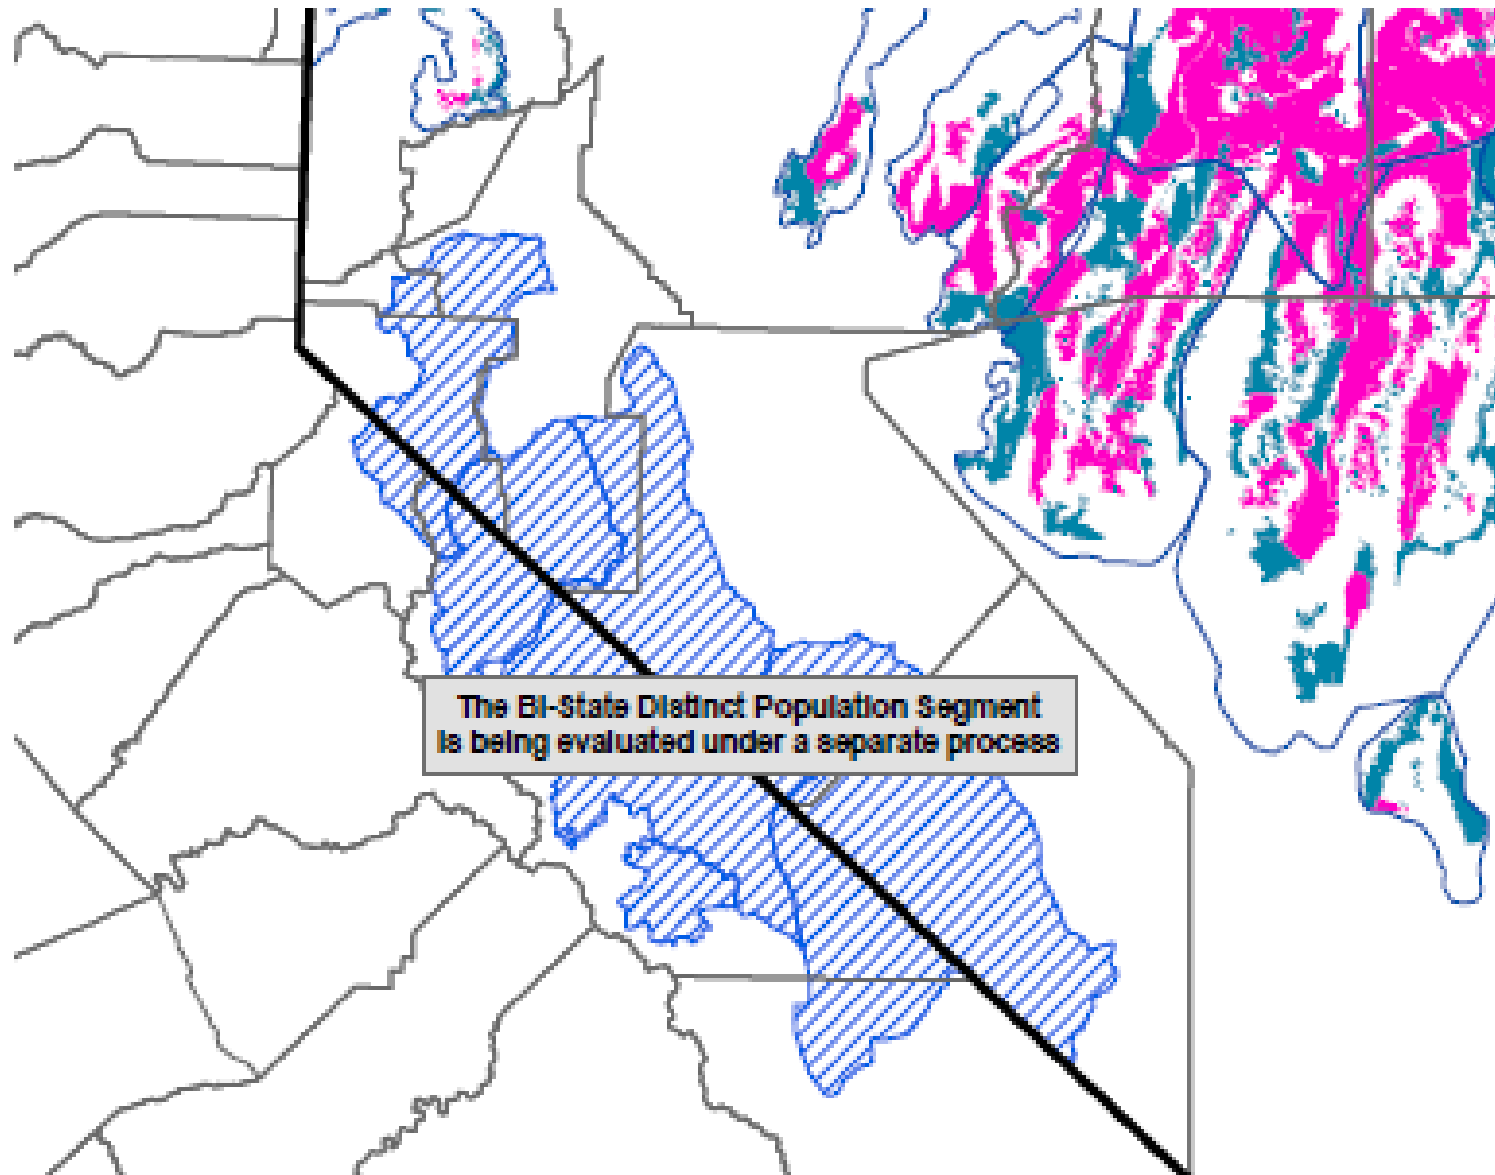 The Bi-State Distinct Population Segment
is being evaluated under a separate process